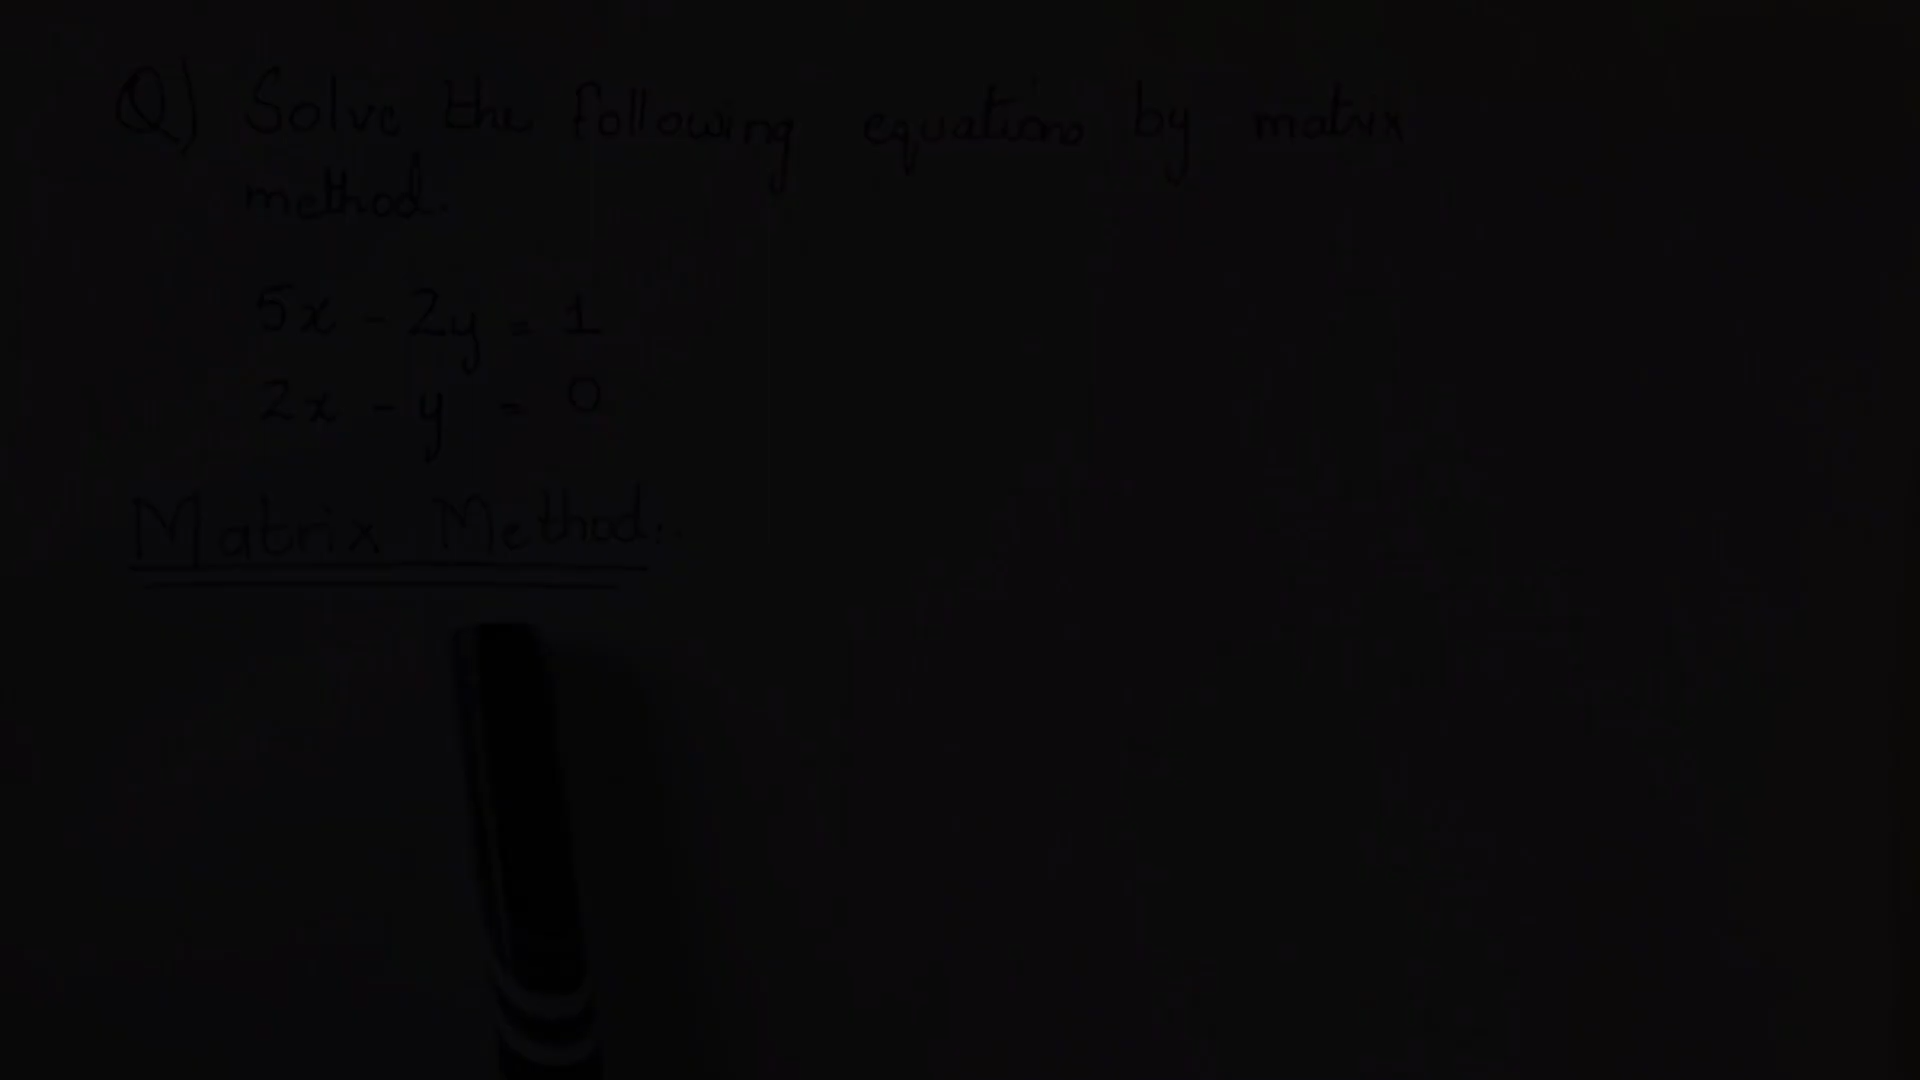 Q) Solve the following equations by matrix
method.
5x - 2y = 1
2x - y = 0
Matrix Method: